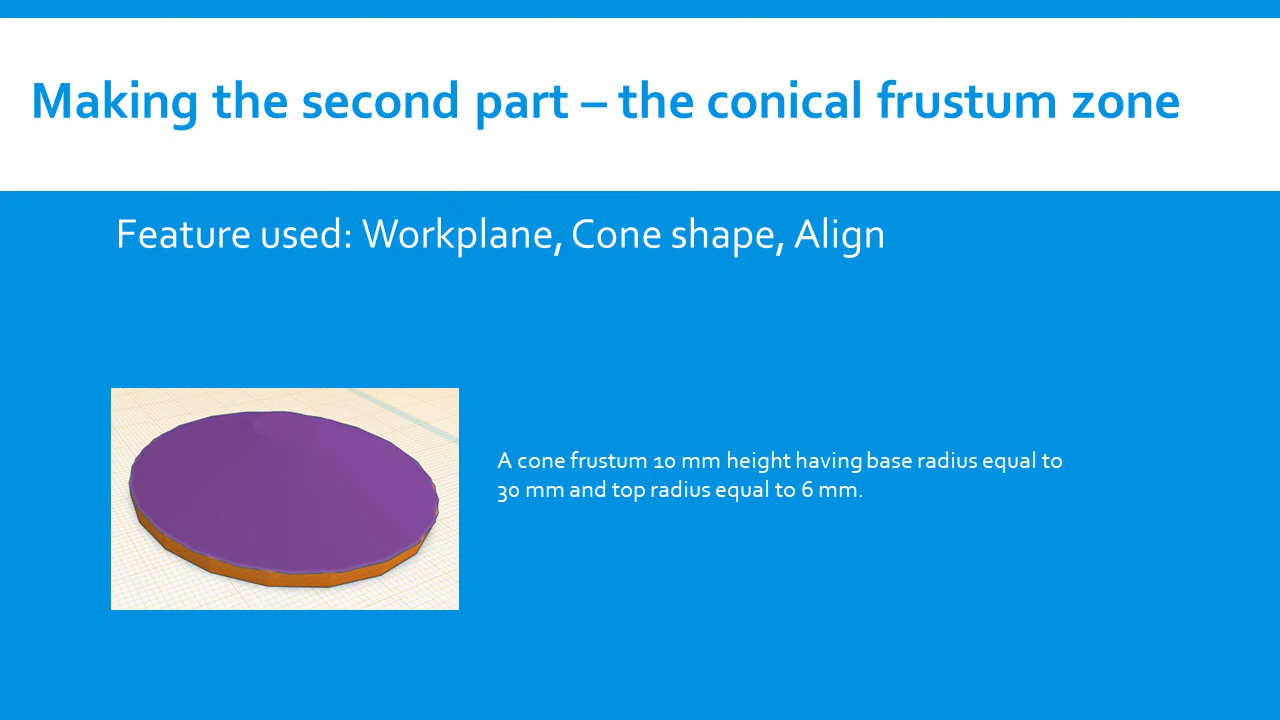 Making the second part – the conical frustum zone
Feature used: Workplane, Cone shape, Align
A cone frustum 10 mm height having base radius equal to
30 mm and top radius equal to 6 mm.